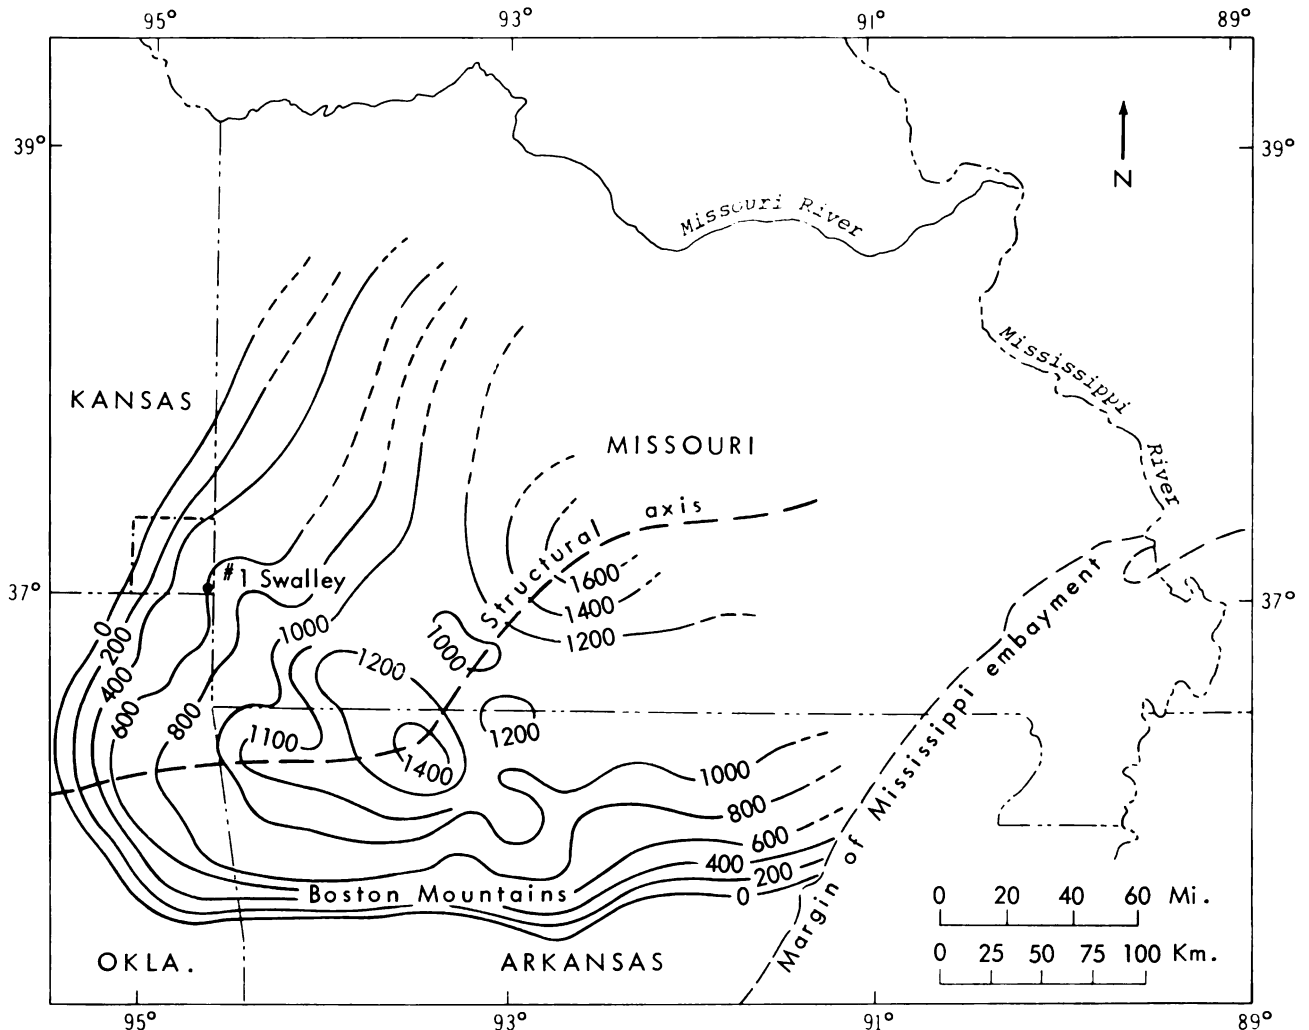 95° 93° 91° 89°
39° 39°
N
Missouri River
Mississippi
River
KANSAS
MISSOURI
Structural axis
#1 Swalley
37° 37°
1600
1400
1200
0
200
400
600
800
1000
1200
1000
1100
1400
1200
1000
800
600
400
200
0
Margin of Mississippi embayment
Boston Mountains
OKLA.
ARKANSAS
0 20 40 60 Mi.
0 25 50 75 100 Km.
95° 93° 91° 89°